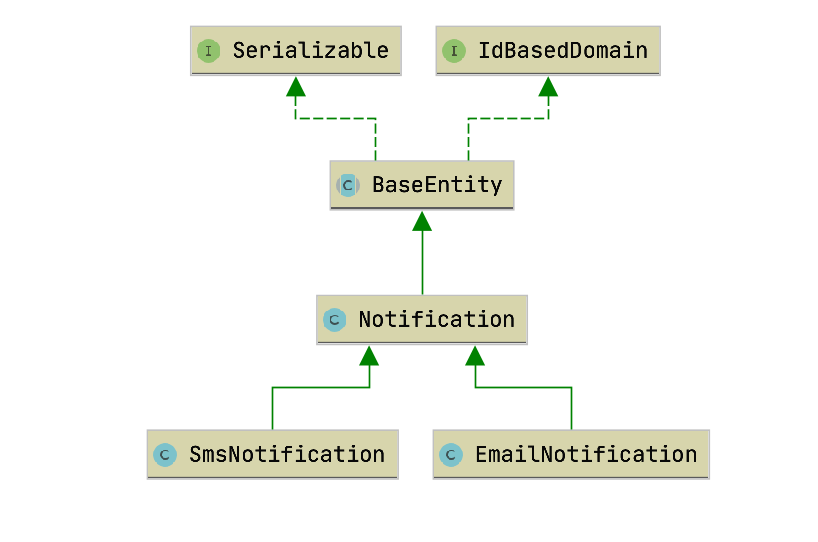 I Serializable
I IdBasedDomain
C BaseEntity
C Notification
C SmsNotification
C EmailNotification